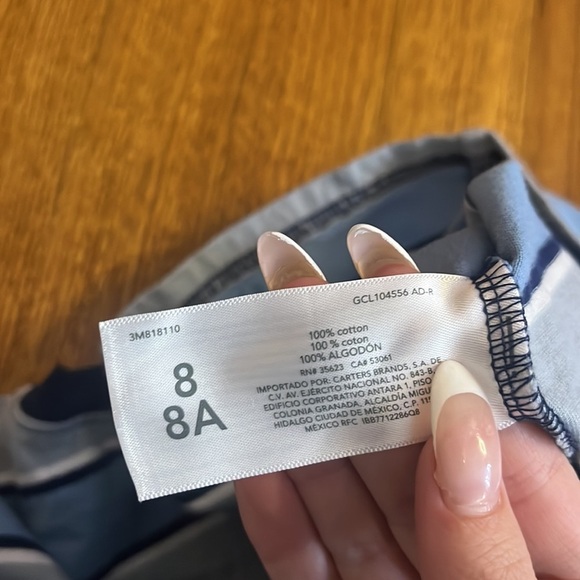 3M818110
GCL104556 AD-R
8
8A
100% cotton
100 % coton
100% ALGODÓN
RN# 35623 CA# 53061
IMPORTADO POR: CARTERS BRANDS, S.A. DE
C.V. AV. EJÉRCITO NACIONAL NO. 843-B
EDIFICIO CORPORATIVO ANTARA 1, PISO
COLONIA GRANADA, ALCALDÍA
HIDALGO CIUDAD DE MÉXICO, C.P.
MÉXICO RFC IBB7712286Q8